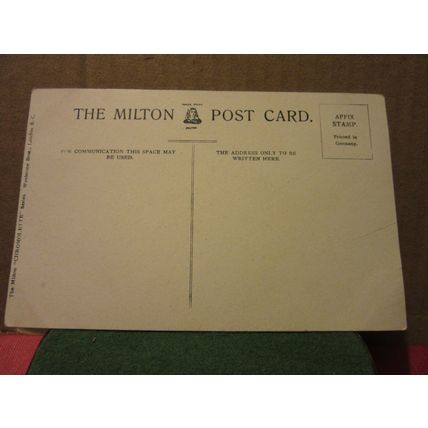 THE MILTON POST CARD.
AFFIX
STAMP.
Printed in
Germany.
FOR COMMUNICATION THIS SPACE MAY
BE USED.
THE ADDRESS ONLY TO BE
WRITTEN HERE.
The Milton "CHROMOLETTE" Series Woolstone Bros., London E.C.